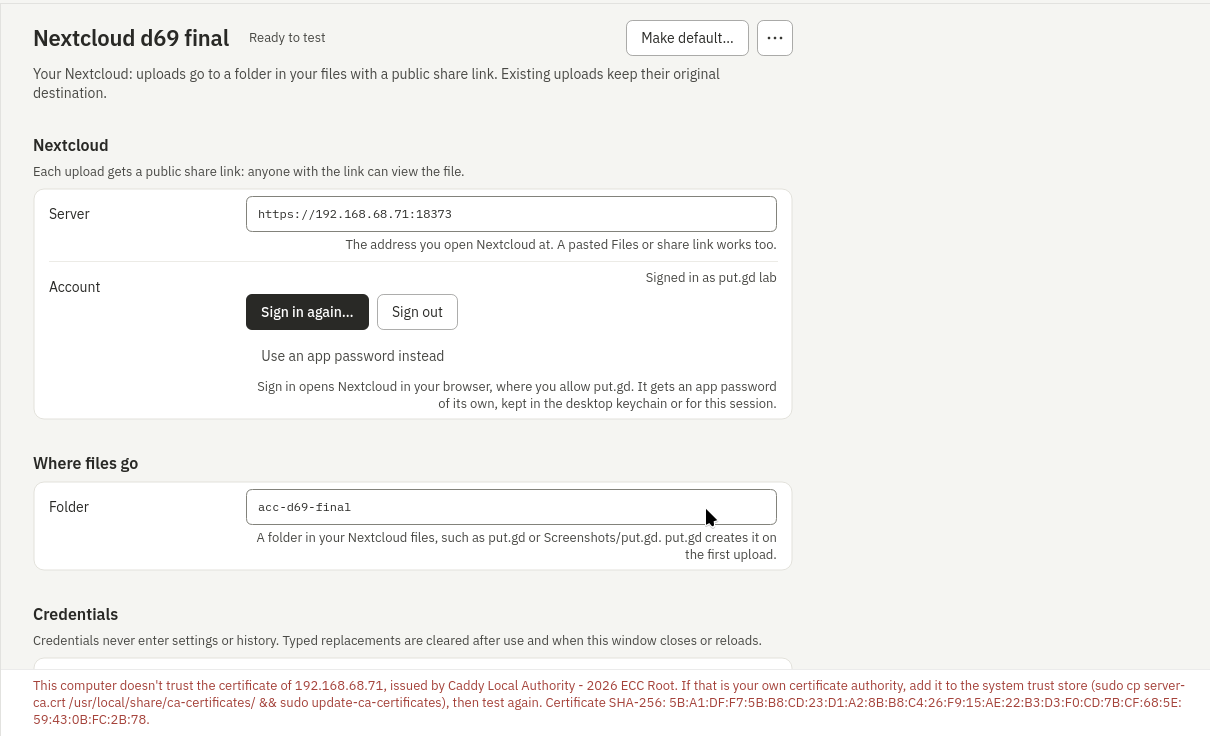 Nextcloud d69 final
Ready to test
Make default...
...
Your Nextcloud: uploads go to a folder in your files with a public share link. Existing uploads keep their original
destination.
Nextcloud
Each upload gets a public share link: anyone with the link can view the file.
Server
https://192.168.68.71:18373
The address you open Nextcloud at. A pasted Files or share link works too.
Account
Signed in as put.gd lab
Sign in again...
Sign out
Use an app password instead
Sign in opens Nextcloud in your browser, where you allow put.gd. It gets an app password
of its own, kept in the desktop keychain or for this session.
Where files go
Folder
acc-d69-final
A folder in your Nextcloud files, such as put.gd or Screenshots/put.gd. put.gd creates it on
the first upload.
Credentials
Credentials never enter settings or history. Typed replacements are cleared after use and when this window closes or reloads.
This computer doesn't trust the certificate of 192.168.68.71, issued by Caddy Local Authority - 2026 ECC Root. If that is your own certificate authority, add it to the system trust store (sudo cp server-
ca.crt /usr/local/share/ca-certificates/ && sudo update-ca-certificates), then test again. Certificate SHA-256: 5B:A1:DF:F7:5B:B8:CD:23:D1:A2:8B:B8:C4:26:F9:15:AE:22:B3:D3:F0:CD:7B:CF:68:5E:
59:43:0B:FC:2B:78.